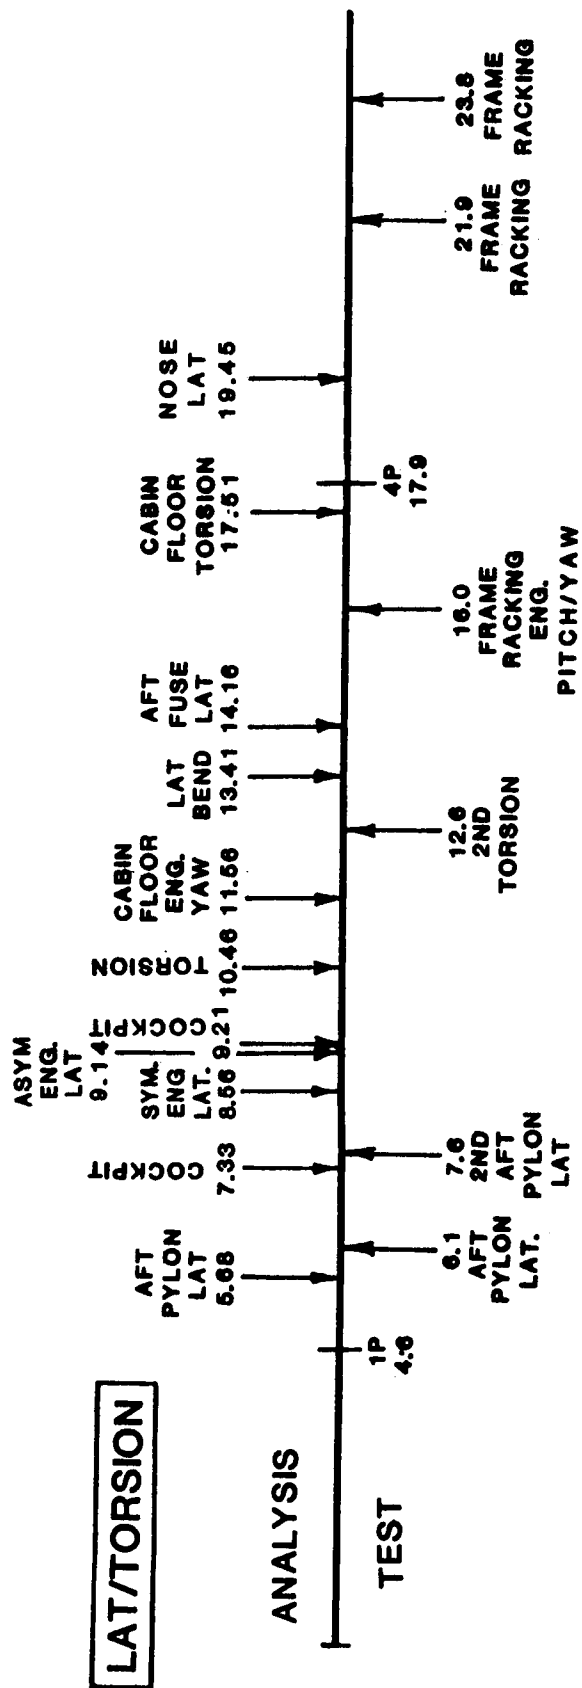 LAT/TORSION
ANALYSIS
TEST
AFT
PYLON
LAT
5.68
COCKPIT
7.33
SYM.
ENG
LAT.
8.56
ASYM
ENG.
LAT
9.14
COCKPIT
9.21
TORSION
10.46
CABIN
FLOOR
ENG.
YAW
11.56
LAT
BEND
13.41
AFT
FUSE
LAT
14.16
CABIN
FLOOR
TORSION
17.51
NOSE
LAT
19.45
1P
4.6
6.1
AFT
PYLON
LAT.
7.6
2ND
AFT
PYLON
LAT
12.6
2ND
TORSION
16.0
FRAME
RACKING
ENG.
PITCH/YAW
4P
17.9
21.9
FRAME
RACKING
23.8
FRAME
RACKING